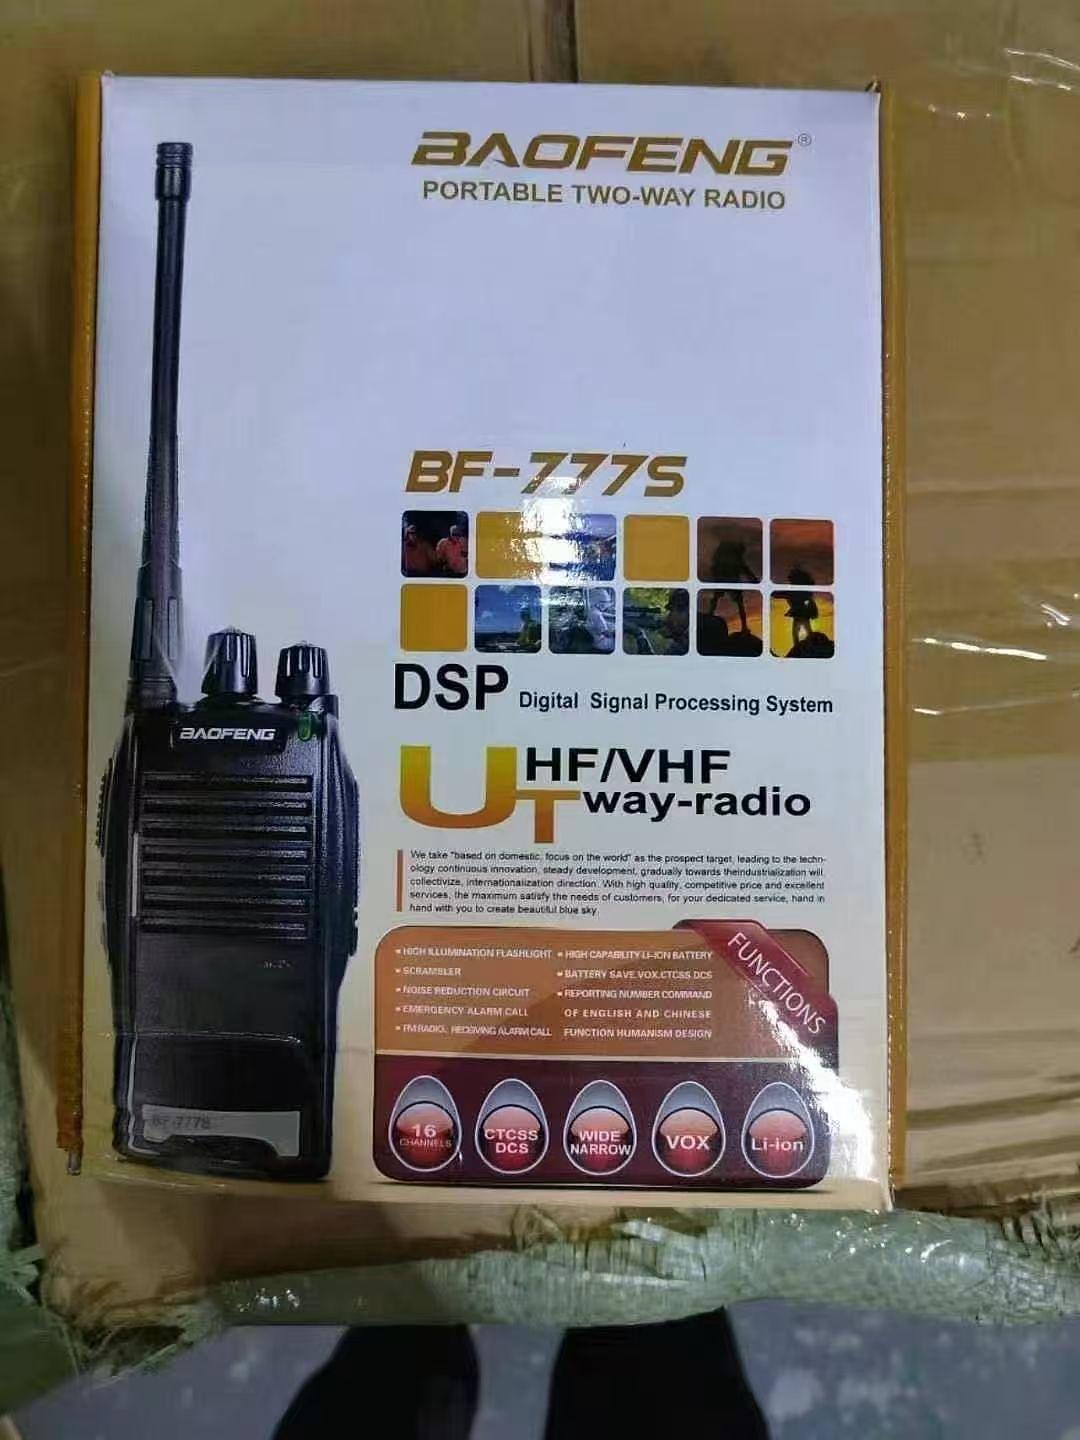 BAOFENG®
PORTABLE TWO-WAY RADIO
BF-777S
DSP Digital Signal Processing System
UHF/VHF
Tway-radio
We take "based on domestic, focus on the world" as the prospect target, leading to the techn-
ology continuous innovation, steady development, gradually towards theindustrialization will,
collectivize, internationalization direction. With high quality, competitive price and excellent
services, the maximum satisfy the needs of customers, for your dedicated service, hand in
hand with you to create beautiful blue sky.
FUNCTIONS
HIGH ILLUMINATION FLASHLIGHT
SCRAMBLER
NOISE REDUCTION CIRCUIT
EMERGENCY ALARM CALL
FM RADIO, RECEIVING ALARM CALL
HIGH CAPABILITY LI-ION BATTERY
BATTERY SAVE.VOX.CTCSS DCS
REPORTING NUMBER COMMAND
OF ENGLISH AND CHINESE
FUNCTION HUMANISM DESIGN
16
CHANNELS
CTCSS
DCS
WIDE
NARROW
VOX
Li-ion
BAOFENG
BF-777S